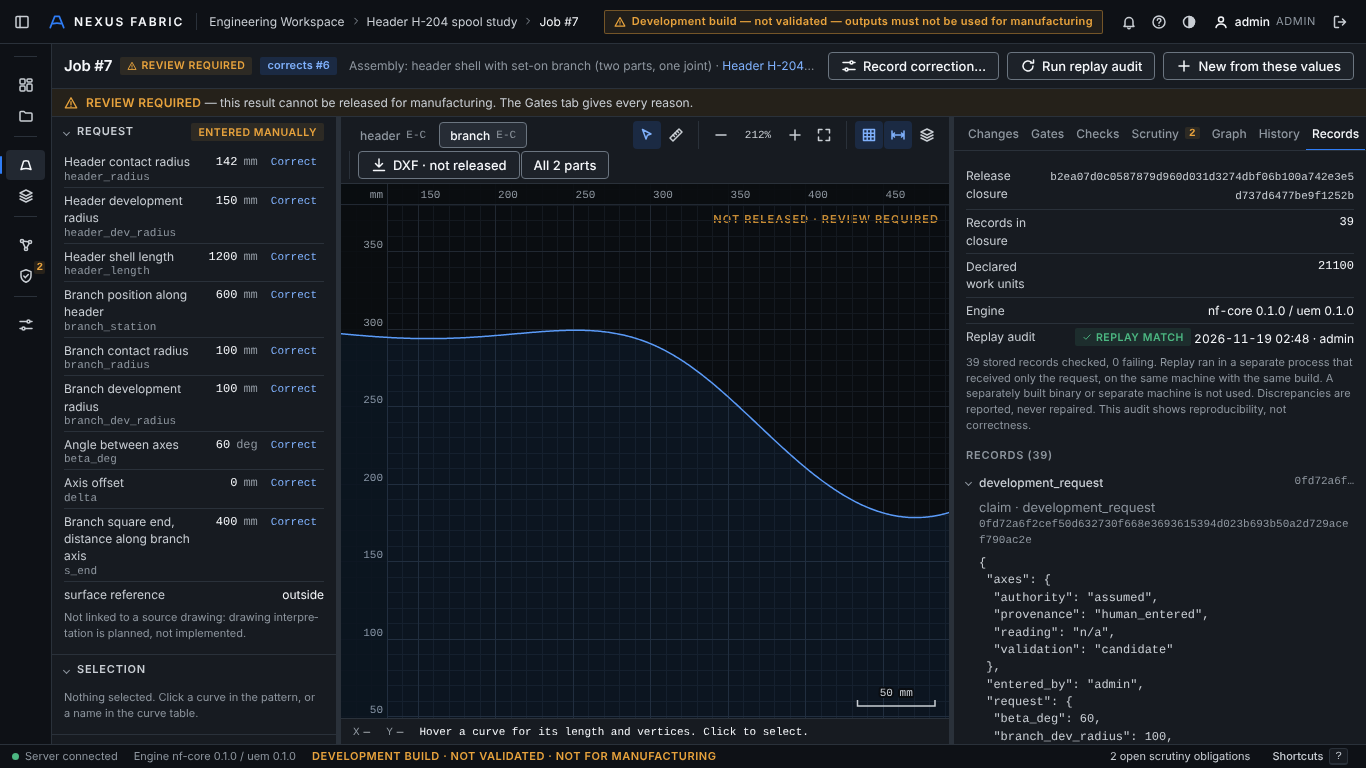 NEXUS FABRIC
Engineering Workspace › Header H-204 spool study › Job #7
Development build — not validated — outputs must not be used for manufacturing
admin ADMIN
Job #7
REVIEW REQUIRED
corrects #6
Assembly: header shell with set-on branch (two parts, one joint) · Header H-204...
Record correction...
Run replay audit
New from these values
REVIEW REQUIRED — this result cannot be released for manufacturing. The Gates tab gives every reason.
2
REQUEST
ENTERED MANUALLY
Header contact radius 142 mm Correct
header_radius
Header development 150 mm Correct
radius
header_dev_radius
Header shell length 1200 mm Correct
header_length
Branch position along 600 mm Correct
header
branch_station
Branch contact radius 100 mm Correct
branch_radius
Branch development 100 mm Correct
radius
branch_dev_radius
Angle between axes 60 deg Correct
beta_deg
Axis offset 0 mm Correct
delta
Branch square end, 400 mm Correct
distance along branch
axis
s_end
surface reference outside
Not linked to a source drawing: drawing interpre-
tation is planned, not implemented.
SELECTION
Nothing selected. Click a curve in the pattern, or
a name in the curve table.
header E-C
branch E-C
212%
DXF · not released
All 2 parts
mm 150 200 250 300 350 400 450
NOT RELEASED · REVIEW REQUIRED
350
300
250
200
150
100
50
50 mm
X — Y — Hover a curve for its length and vertices. Click to select.
Changes Gates Checks Scrutiny 2 Graph History Records
Release b2ea07d0c0587879d960d031d3274dbf06b100a742e3e5
closure d737d6477be9f1252b
Records in 39
closure
Declared 21100
work units
Engine nf-core 0.1.0 / uem 0.1.0
Replay audit REPLAY MATCH 2026-11-19 02:48 · admin
39 stored records checked, 0 failing. Replay ran in a separate process that
received only the request, on the same machine with the same build. A
separately built binary or separate machine is not used. Discrepancies are
reported, never repaired. This audit shows reproducibility, not
correctness.
RECORDS (39)
development_request 0fd72a6f…
claim · development_request
0fd72a6f2cef50d632730f668e3693615394d023b693b50a2d729ace
f790ac2e
{
"axes": {
"authority": "assumed",
"provenance": "human_entered",
"reading": "n/a",
"validation": "candidate"
},
"entered_by": "admin",
"request": {
"beta_deg": 60,
"branch_dev_radius": 100,
Server connected
Engine nf-core 0.1.0 / uem 0.1.0
DEVELOPMENT BUILD · NOT VALIDATED · NOT FOR MANUFACTURING
2 open scrutiny obligations
Shortcuts ?